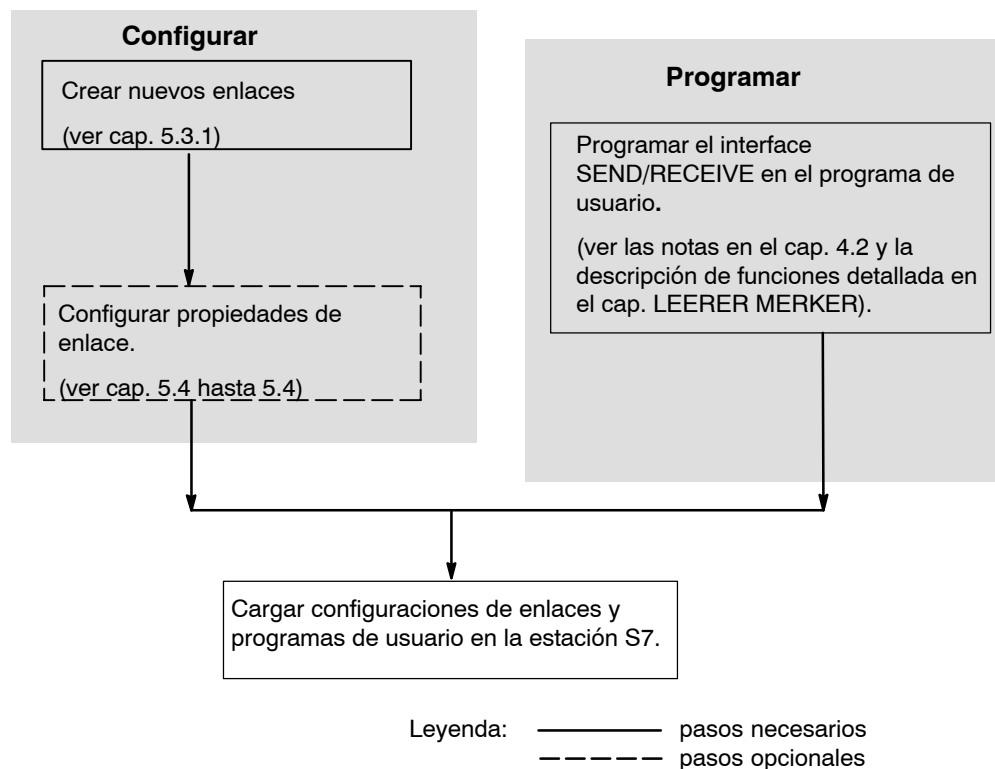 Configurar
Crear nuevos enlaces
(ver cap. 5.3.1)
Configurar propiedades de
enlace.
(ver cap. 5.4 hasta 5.4)
Programar
Programar el interface
SEND/RECEIVE en el programa de
usuario.
(ver las notas en el cap. 4.2 y la
descripción de funciones detallada en
el cap. LEERER MERKER).
Cargar configuraciones de enlaces y
programas de usuario en la estación S7.
Leyenda:
pasos necesarios
pasos opcionales